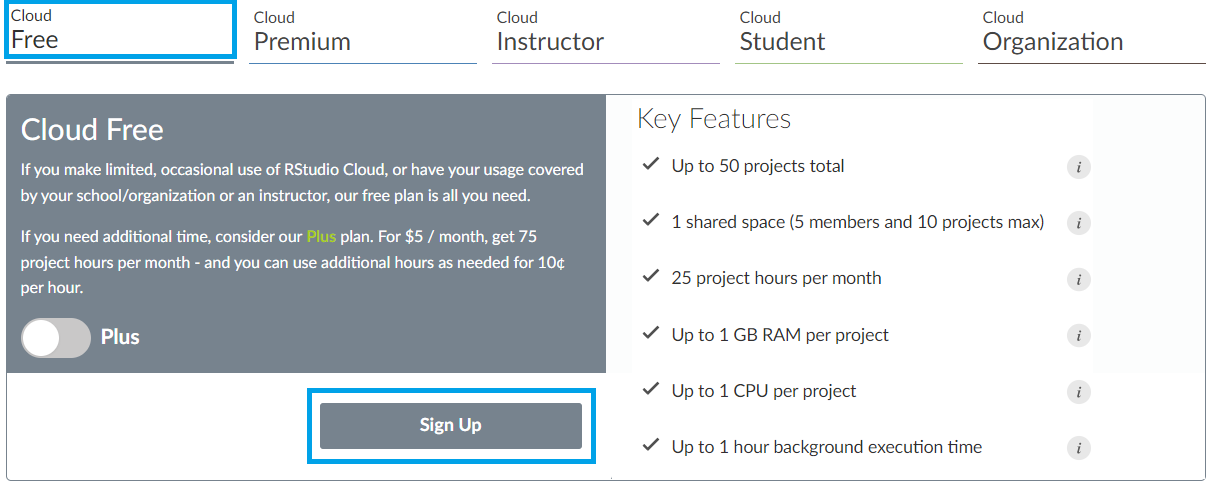 Cloud
Free
Cloud
Premium
Cloud
Instructor
Cloud
Student
Cloud
Organization
Cloud Free
If you make limited, occasional use of RStudio Cloud, or have your usage covered
by your school/organization or an instructor, our free plan is all you need.
If you need additional time, consider our Plus plan. For $5 / month, get 75
project hours per month - and you can use additional hours as needed for 10¢
per hour.
Plus
Sign Up
Key Features
Up to 50 projects total i
1 shared space (5 members and 10 projects max) i
25 project hours per month i
Up to 1 GB RAM per project i
Up to 1 CPU per project i
Up to 1 hour background execution time i